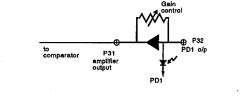 Gain
control
to
comparator
P31
amplifier
output
P32
PD1 o/p
PD1